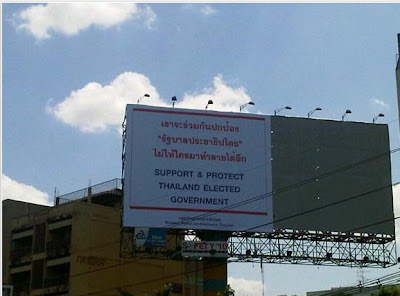 เราจะช่วยกันปกป้อง
"รัฐบาลประชาธิปไตย"
ไม่ให้ใครมาทำลายได้อีก
SUPPORT & PROTECT
THAILAND ELECTED
GOVERNMENT